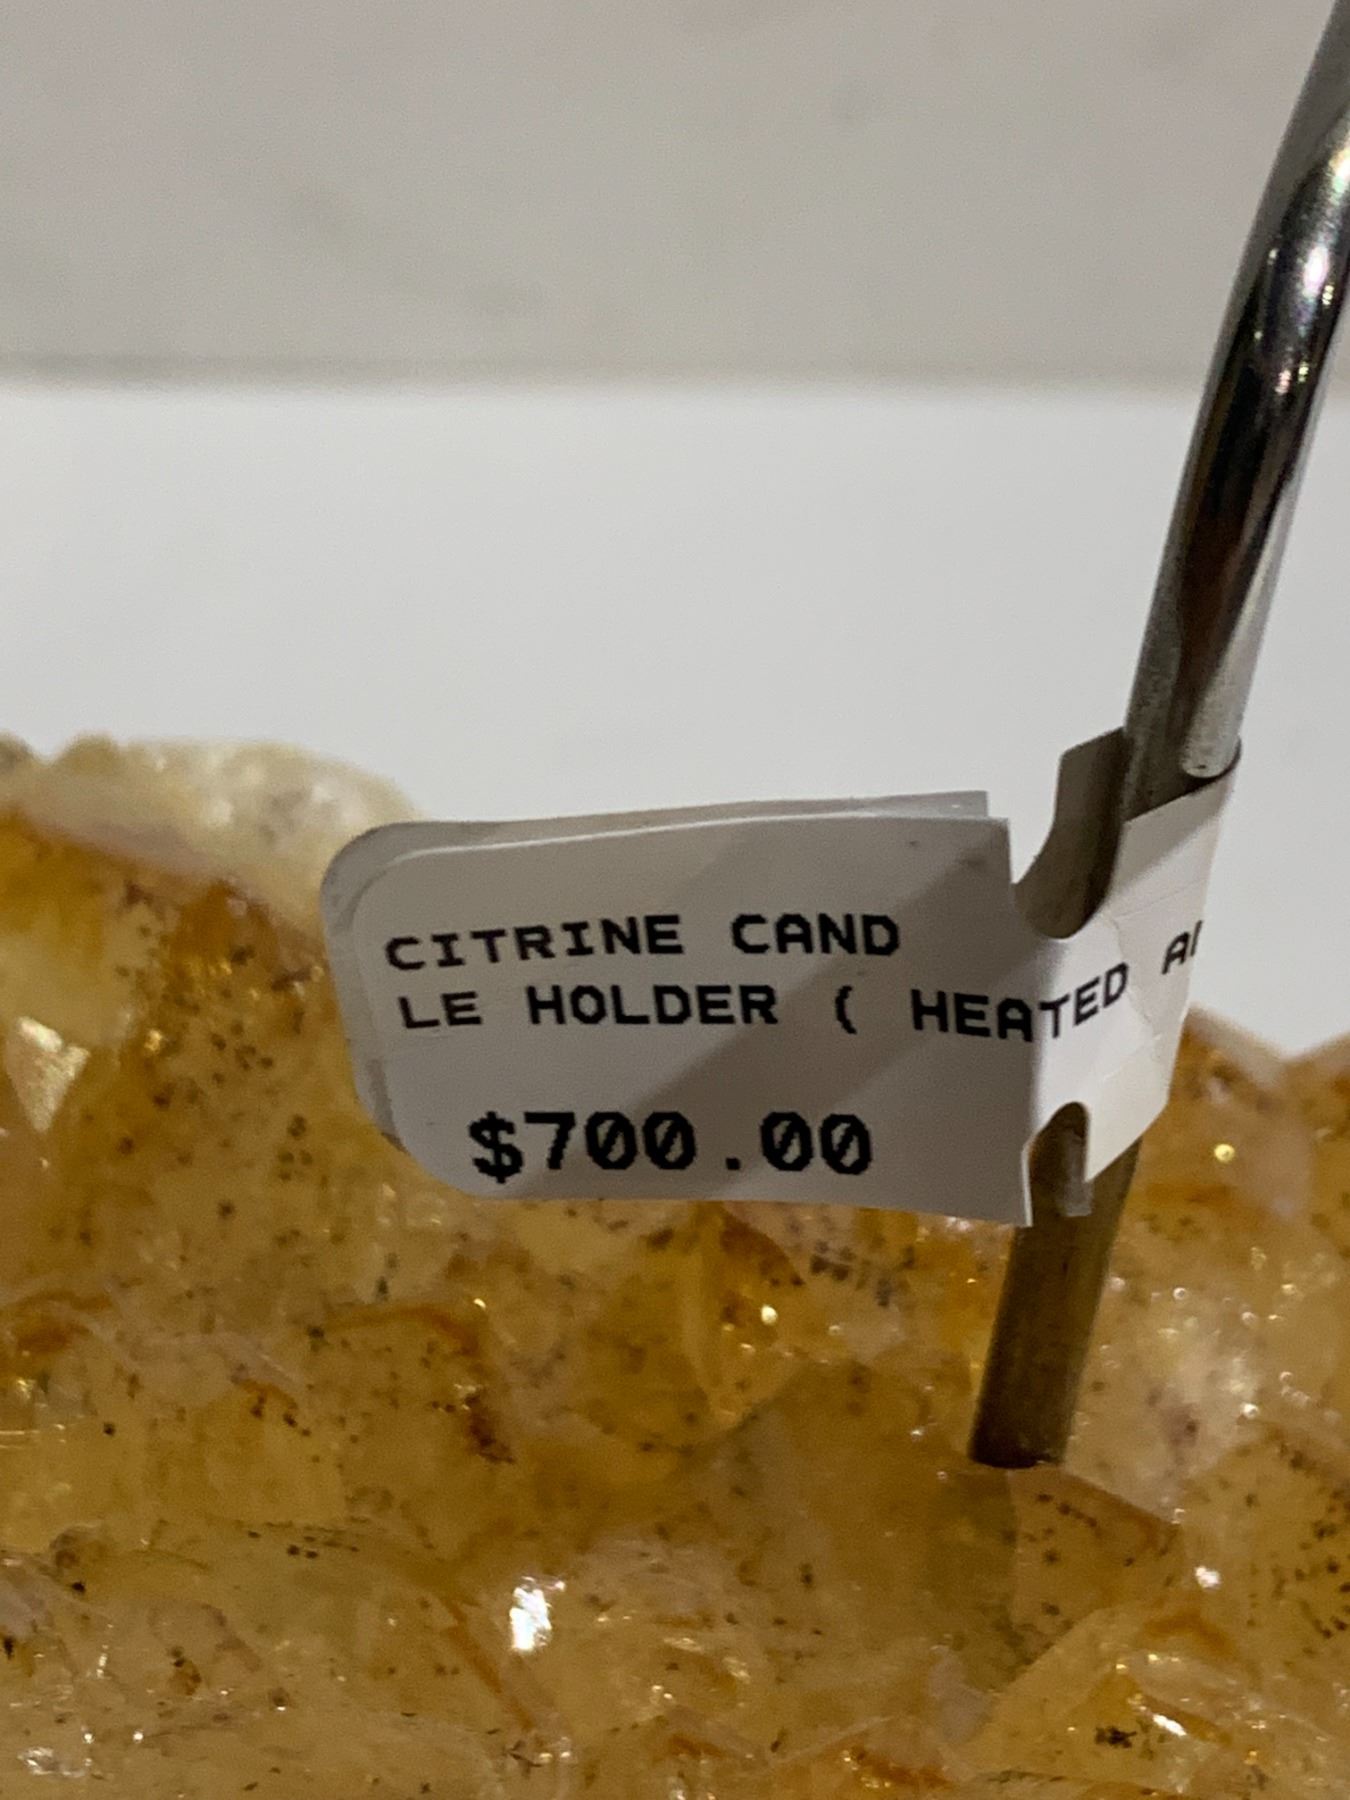 CITRINE CAND
LE HOLDER ( HEATED
$700.00